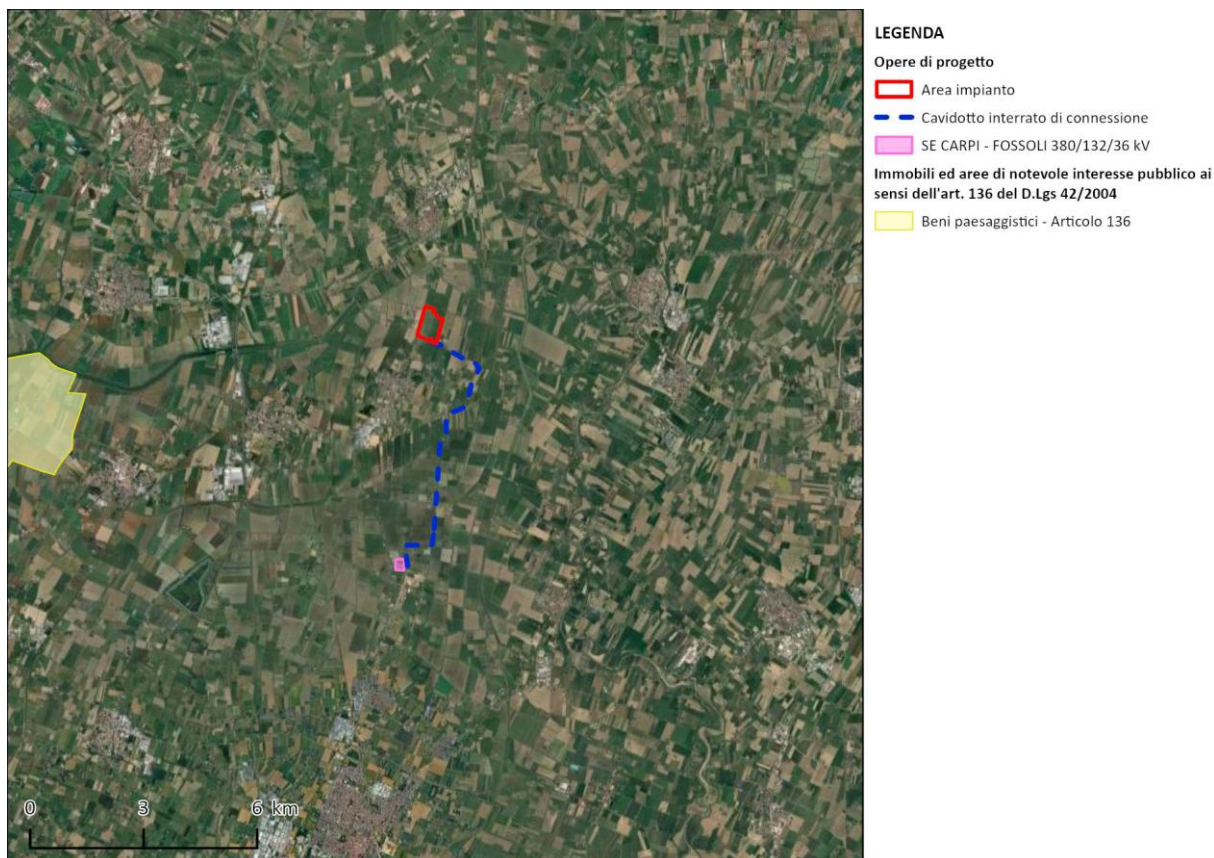 LEGENDA
Opere di progetto
Area impianto
Cavidotto interrato di connessione
SE CARPI - FOSSOLI 380/132/36 kV
Immobili ed aree di notevole interesse pubblico ai
sensi dell'art. 136 del D.Lgs 42/2004
Beni paesaggistici - Articolo 136
0 3 6 km